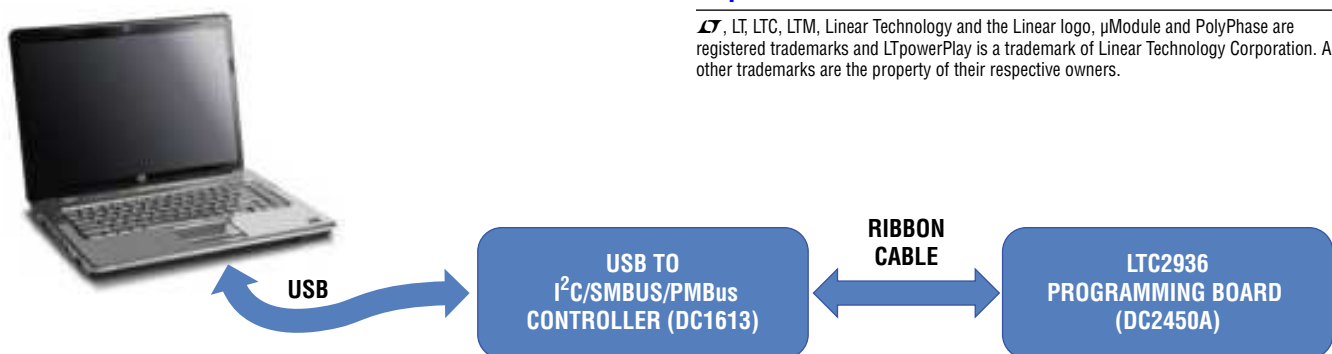 LT, LT, LTC, LTM, Linear Technology and the Linear logo, µModule and PolyPhase are
registered trademarks and LTpowerPlay is a trademark of Linear Technology Corporation.
other trademarks are the property of their respective owners.
USB
USB TO
I²C/SMBUS/PMBus
CONTROLLER (DC1613)
RIBBON
CABLE
LTC2936
PROGRAMMING BOARD
(DC2450A)